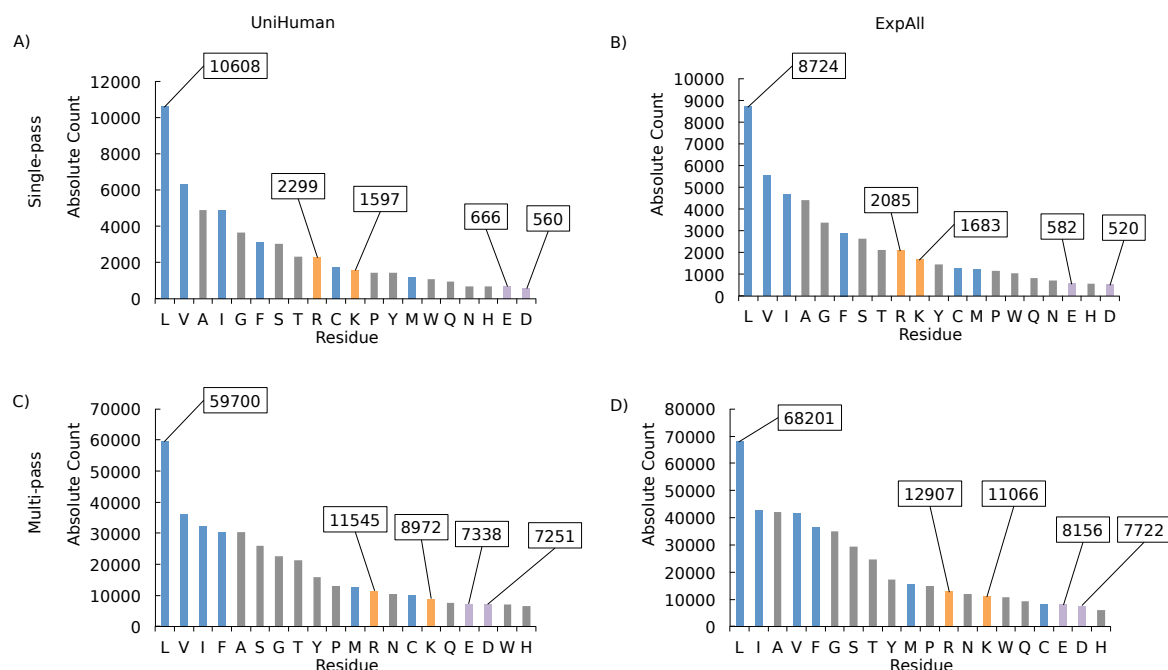 UniHuman
ExpAll
Single-pass
Multi-pass
A)
Absolute Count
12000
10000
8000
6000
4000
2000
0
10608
2299
1597
666
560
L V A I G F S T R C K P Y M W Q N H E D
Residue
B)
Absolute Count
10000
9000
8000
7000
6000
5000
4000
3000
2000
1000
0
8724
2085
1683
582
520
L V I A G F S T R K Y C M P W Q N E H D
Residue
C)
Absolute Count
70000
60000
50000
40000
30000
20000
10000
0
59700
11545
8972
7338
7251
L V I F A S G T Y P M R N C K Q E D W H
Residue
D)
Absolute Count
80000
70000
60000
50000
40000
30000
20000
10000
0
68201
12907
11066
8156
7722
L I A V F G S T Y M P R N K W Q C E D H
Residue